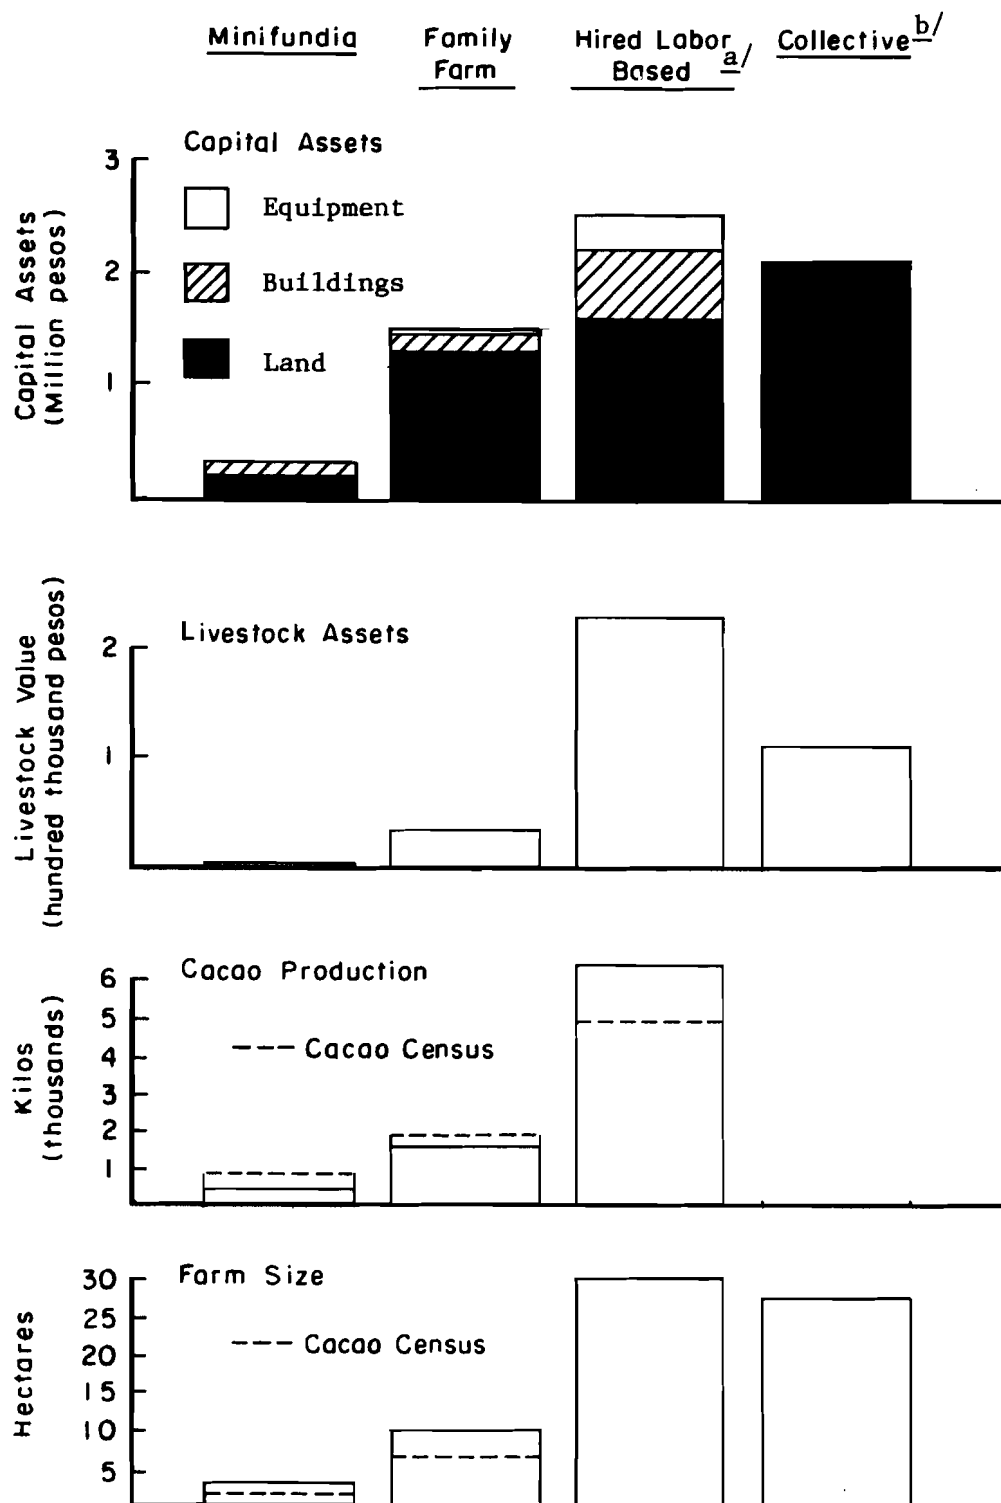 Minifundia
Family
Farm
Hired Labor
Based a/
Collective b/
Capital Assets
(Million pesos)
3
2
1
Capital Assets
Equipment
Buildings
Land
Livestock Value
(hundred thousand pesos)
2
1
Livestock Assets
Kilos
(thousands)
6
5
4
3
2
1
Cacao Production
Cacao Census
Hectares
30
25
20
15
10
5
Farm Size
Cacao Census